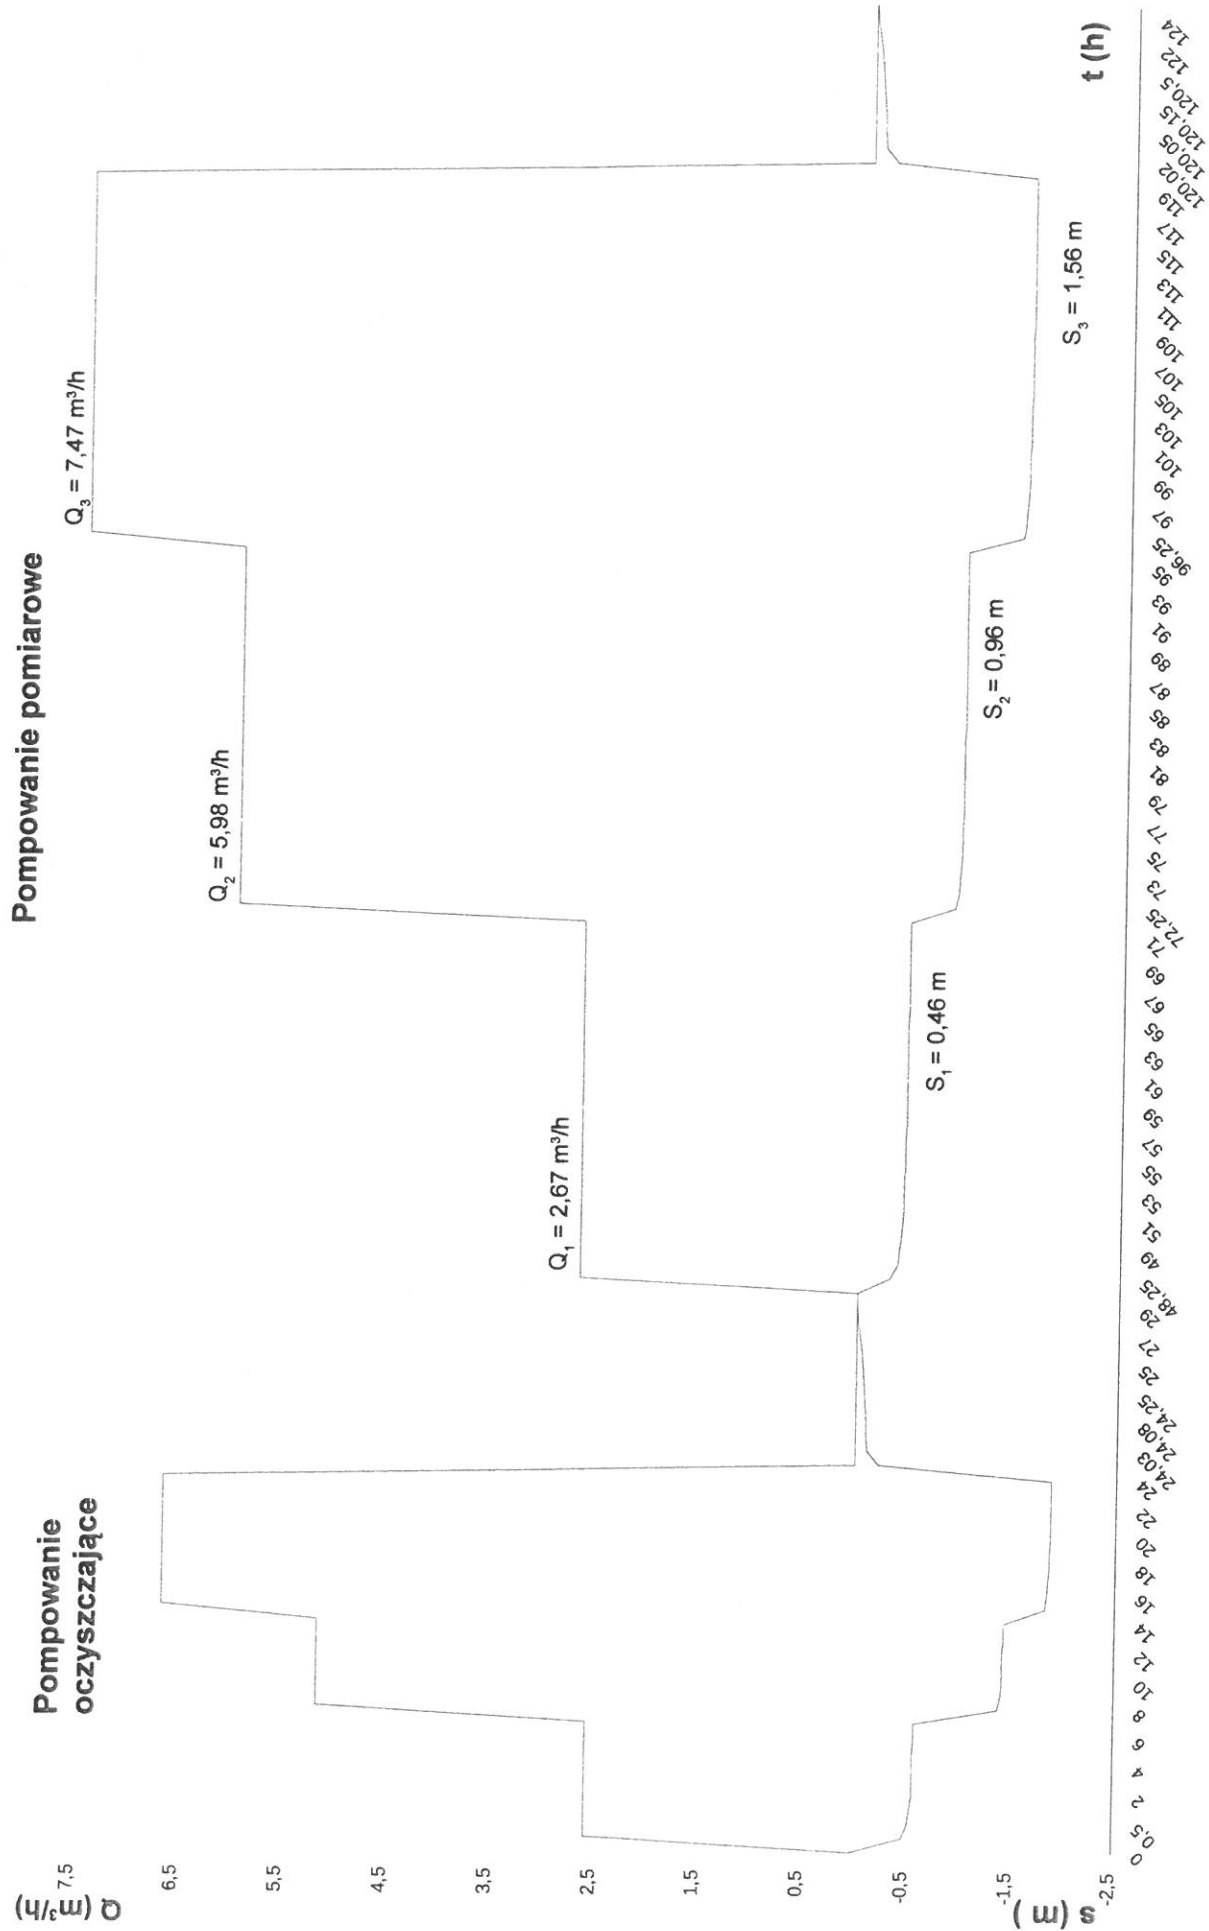 Pompowanie
oczyszczające
Pompowanie pomiarowe
Q
(m³/h)
7,5
6,5
5,5
4,5
3,5
2,5
1,5
0,5
-0,5
-1,5
-2,5
s (m)
Q₁ = 2,67 m³/h
Q₂ = 5,98 m³/h
Q₃ = 7,47 m³/h
S₁ = 0,46 m
S₂ = 0,96 m
S₃ = 1,56 m
0 0,5 2 4 6 8 10 12 14 16 18 20 22 24 24,03 24,08 24,25 25 27 29 48,25 49 51 53 55 57 59 61 63 65 67 69 71 72,25 73 75 77 79 81 83 85 87 89 91 93 95 96,25 97 99 101 103 105 107 109 111 113 115 117 119 120,02 120,05 120,15 120,5 122 124
t (h)